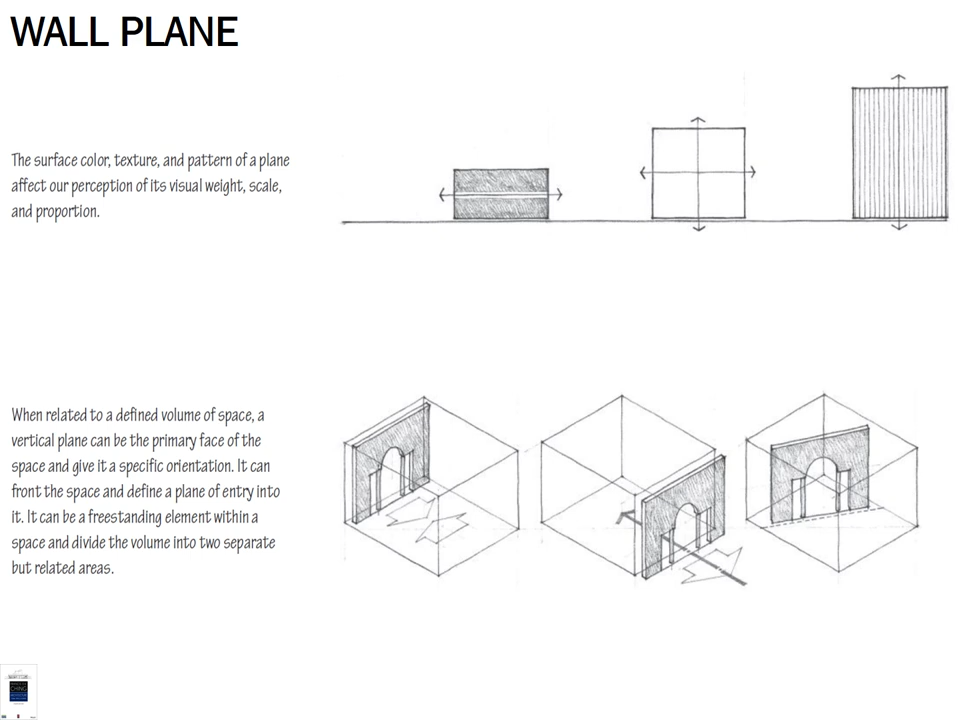 WALL PLANE
The surface color, texture, and pattern of a plane
affect our perception of its visual weight, scale,
and proportion.
When related to a defined volume of space, a
vertical plane can be the primary face of the
space and give it a specific orientation. It can
front the space and define a plane of entry into
it. It can be a freestanding element within a
space and divide the volume into two separate
but related areas.
CHING